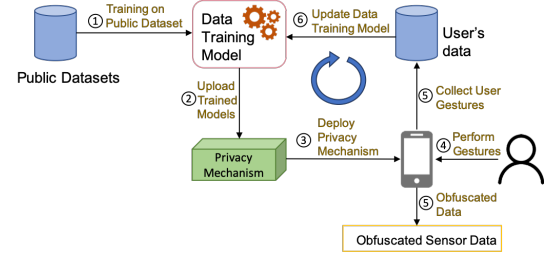 ① Training on
Public Dataset
Public Datasets
Data
Training
Model
⑥ Update Data
Training Model
User's
data
② Upload
Trained
Models
Privacy
Mechanism
③ Deploy
Privacy
Mechanism
⑤ Collect User
Gestures
④ Perform
Gestures
⑤ Obfuscated
Data
Obfuscated Sensor Data